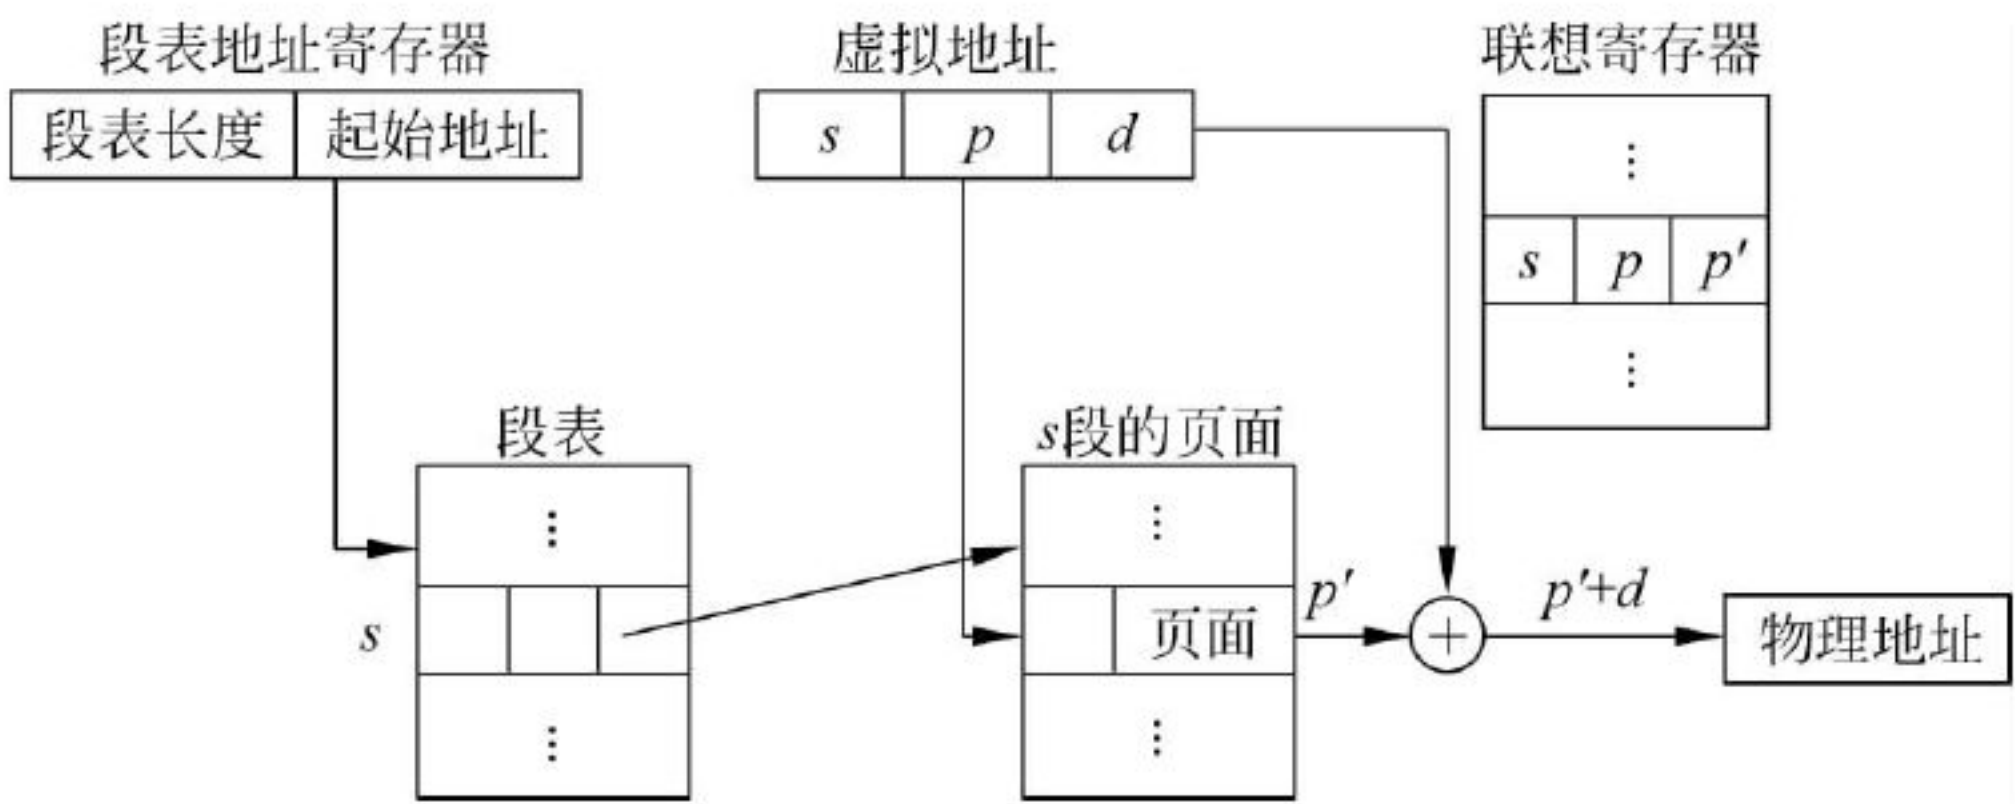 段表地址寄存器
段表长度 起始地址
虚拟地址
s p d
联想寄存器
⋮
s p p′
⋮
段表
⋮
s
⋮
s段的页面
⋮
页面
⋮
p′
+
p′+d
物理地址